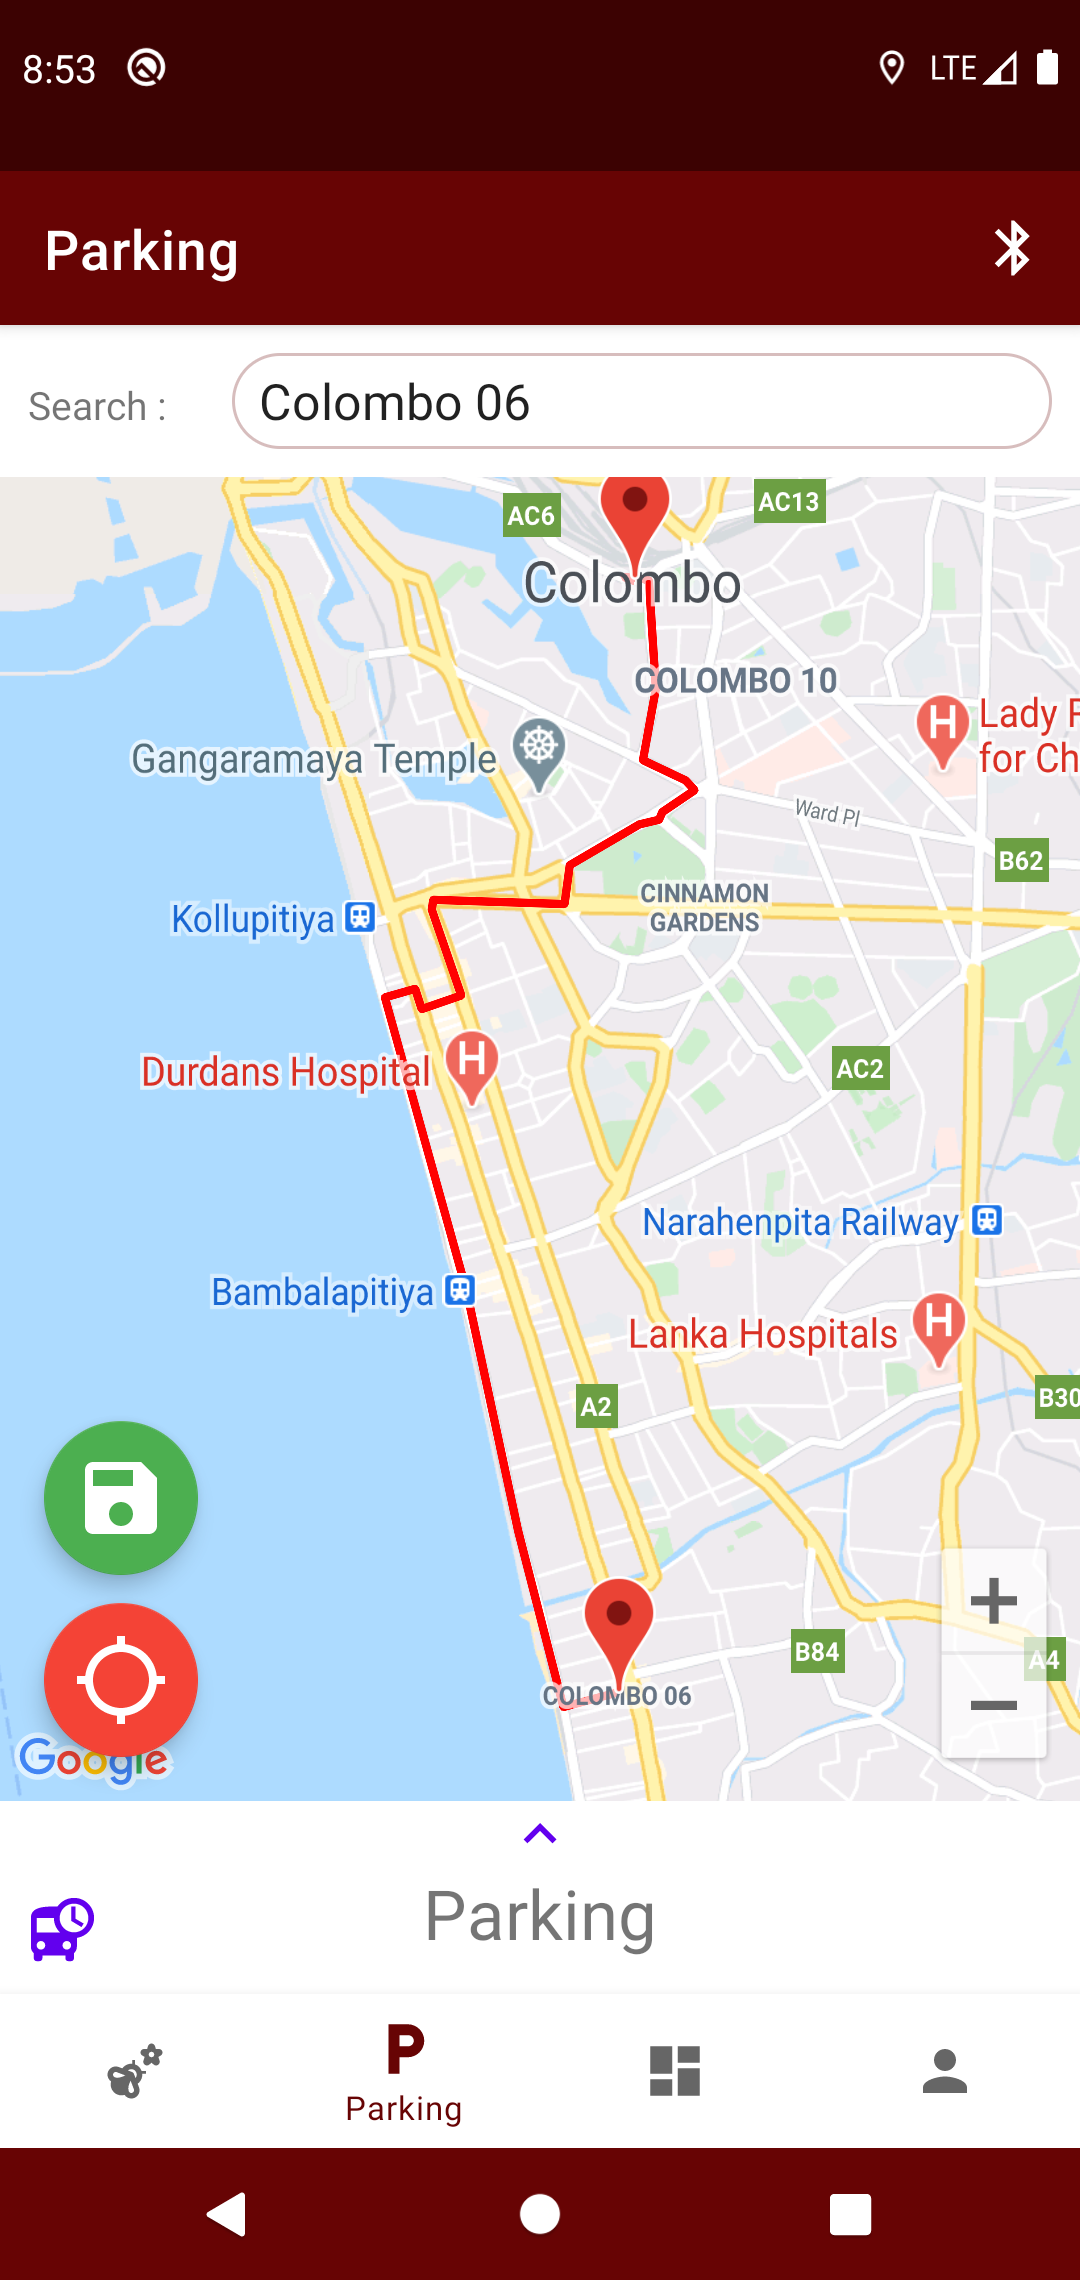 8:53
LTE
Parking
Search :
Colombo 06
AC6
AC13
Colombo
COLOMBO 10
Lady R
for Ch
Gangaramaya Temple
Ward Pl
B62
CINNAMON
GARDENS
Kollupitiya
Durdans Hospital
AC2
Narahenpita Railway
Bambalapitiya
Lanka Hospitals
B30
A2
B84
A4
COLOMBO 06
Google
Parking
Parking